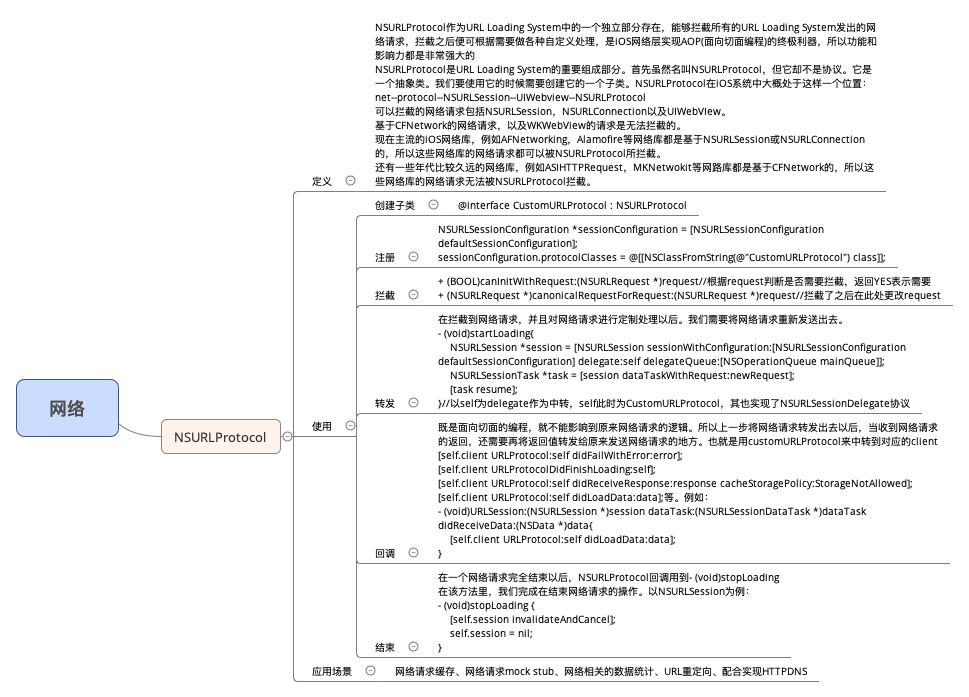 NSURLProtocol作为URL Loading System中的一个独立部分存在，能够拦截所有的URL Loading System发出的网
络请求，拦截之后便可根据需要做各种自定义处理，是iOS网络层实现AOP(面向切面编程)的终极利器，所以功能和
影响力都是非常强大的
NSURLProtocol是URL Loading System的重要组成部分。首先虽然名叫NSURLProtocol，但它却不是协议。它是
一个抽象类。我们要使用它的时候需要创建它的一个子类。NSURLProtocol在iOS系统中大概处于这样一个位置：
net--protocol--NSURLSession--UIWebview--NSURLProtocol
可以拦截的网络请求包括NSURLSession，NSURLConnection以及UIWebVIew。
基于CFNetwork的网络请求，以及WKWebView的请求是无法拦截的。
现在主流的iOS网络库，例如AFNetworking，Alamofire等网络库都是基于NSURLSession或NSURLConnection
的，所以这些网络库的网络请求都可以被NSURLProtocol所拦截。
还有一些年代比较久远的网络库，例如ASIHTTPRequest，MKNetwokit等网路库都是基于CFNetwork的，所以这
些网络库的网络请求无法被NSURLProtocol拦截。
定义
创建子类 @interface CustomURLProtocol : NSURLProtocol
NSURLSessionConfiguration *sessionConfiguration = [NSURLSessionConfiguration
defaultSessionConfiguration];
注册 sessionConfiguration.protocolClasses = @[[NSClassFromString(@"CustomURLProtocol") class]];
+ (BOOL)canInitWithRequest:(NSURLRequest *)request//根据request判断是否需要拦截，返回YES表示需要
拦截 + (NSURLRequest *)canonicalRequestForRequest:(NSURLRequest *)request//拦截了之后在此处更改request
在拦截到网络请求，并且对网络请求进行定制处理以后。我们需要将网络请求重新发送出去。
- (void)startLoading{
NSURLSession *session = [NSURLSession sessionWithConfiguration:[NSURLSessionConfiguration
defaultSessionConfiguration] delegate:self delegateQueue:[NSOperationQueue mainQueue]];
NSURLSessionTask *task = [session dataTaskWithRequest:newRequest];
[task resume];
转发 }//以self为delegate作为中转，self此时为CustomURLProtocol，其也实现了NSURLSessionDelegate协议
网络
NSURLProtocol
使用
既是面向切面的编程，就不能影响到原来网络请求的逻辑。所以上一步将网络请求转发出去以后，当收到网络请求
的返回，还需要再将返回值转发给原来发送网络请求的地方。也就是用customURLProtocol来中转到对应的client
[self.client URLProtocol:self didFailWithError:error];
[self.client URLProtocolDidFinishLoading:self];
[self.client URLProtocol:self didReceiveResponse:response cacheStoragePolicy:StorageNotAllowed];
[self.client URLProtocol:self didLoadData:data];等。例如：
- (void)URLSession:(NSURLSession *)session dataTask:(NSURLSessionDataTask *)dataTask
didReceiveData:(NSData *)data{
[self.client URLProtocol:self didLoadData:data];
回调 }
在一个网络请求完全结束以后，NSURLProtocol回调用到- (void)stopLoading
在该方法里，我们完成在结束网络请求的操作。以NSURLSession为例：
- (void)stopLoading {
[self.session invalidateAndCancel];
self.session = nil;
结束 }
应用场景 网络请求缓存、网络请求mock stub、网络相关的数据统计、URL重定向、配合实现HTTPDNS